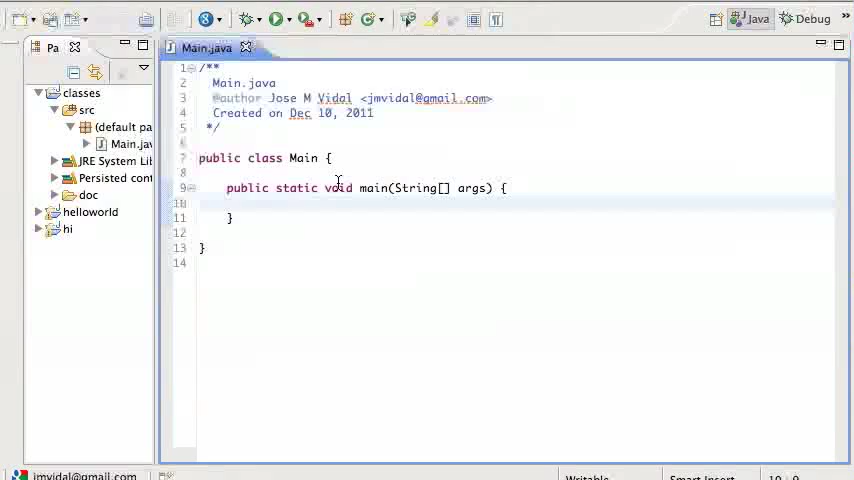 Java
Debug
»
Pa
Main.java
classes
src
(default pa
Main.jav
JRE System Lib
Persisted cont
doc
helloworld
hi
1 /**
2 Main.java
3 @author Jose M Vidal <jmvidal@gmail.com>
4 Created on Dec 10, 2011
5 */
6
7 public class Main {
8
9 public static void main(String[] args) {
10
11 }
12
13 }
14
jmvidal@gmail.com
Writable
Smart Insert
10 : 9